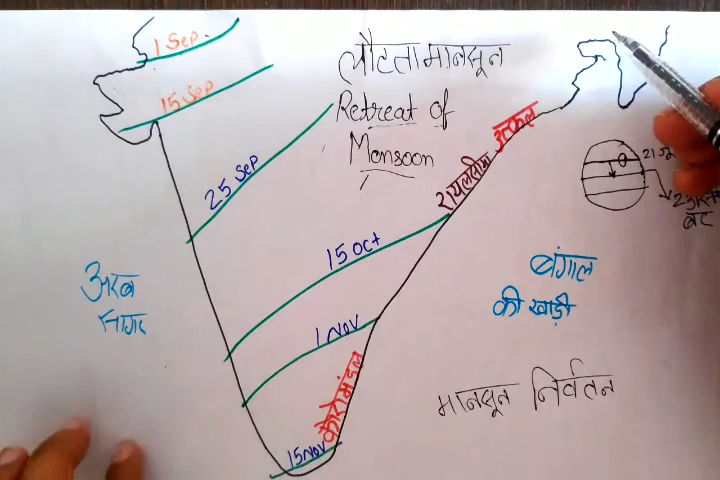 1 Sep.
15 Sep
25 Sep
15 Oct
1 Nov
15 Nov
लौटता मानसून
Retreat of
Monsoon
उत्कल
रायलसीमा
कोरोमंडल
अरब
सागर
बंगाल
की खाड़ी
मानसून निर्वतन